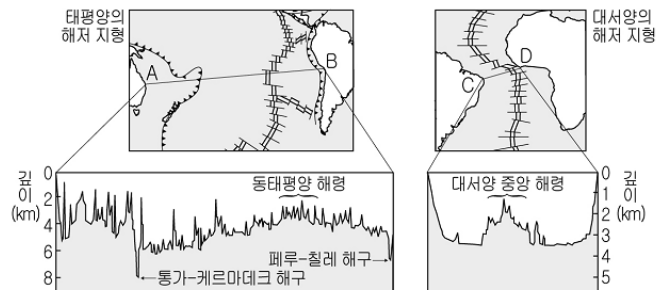 태평양의
해저 지형
A
B
대서양의
해저 지형
C
D
깊
이
(km)
0
2
4
6
8
동태평양 해령
페루-칠레 해구
통가-케르마데크 해구
대서양 중앙 해령
0
1
2
3
4
5
깊
이
(km)